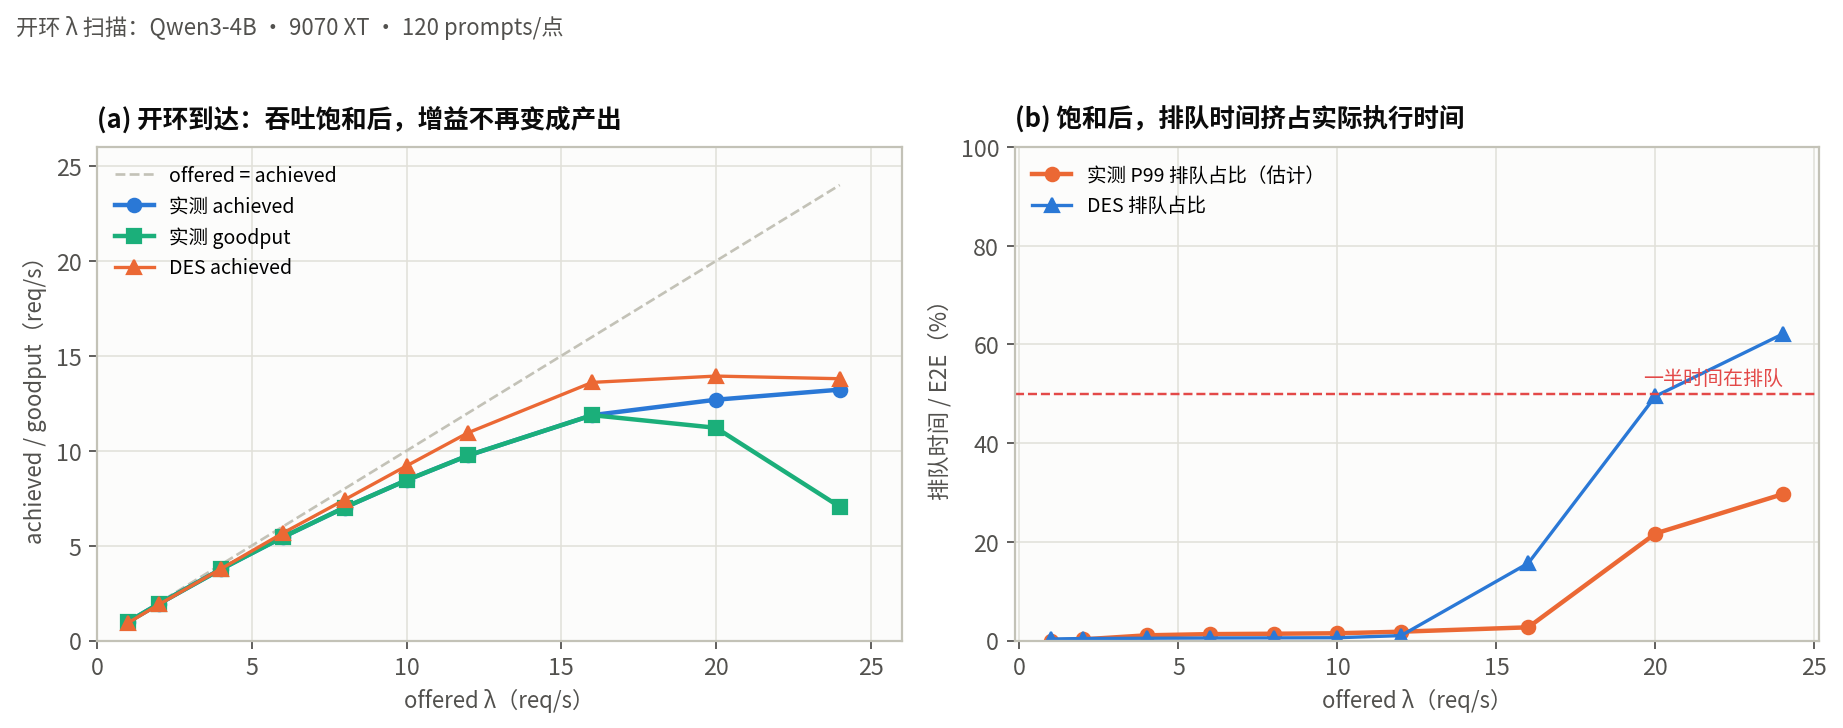 开环 λ 扫描：Qwen3-4B · 9070 XT · 120 prompts/点
(a) 开环到达：吞吐饱和后，增益不再变成产出
offered = achieved
实测 achieved
实测 goodput
DES achieved
achieved / goodput（req/s）
25
20
15
10
5
0
0 5 10 15 20 25
offered λ（req/s）
(b) 饱和后，排队时间挤占实际执行时间
实测 P99 排队占比（估计）
DES 排队占比
一半时间在排队
排队时间 / E2E（%）
100
80
60
40
20
0
0 5 10 15 20 25
offered λ（req/s）